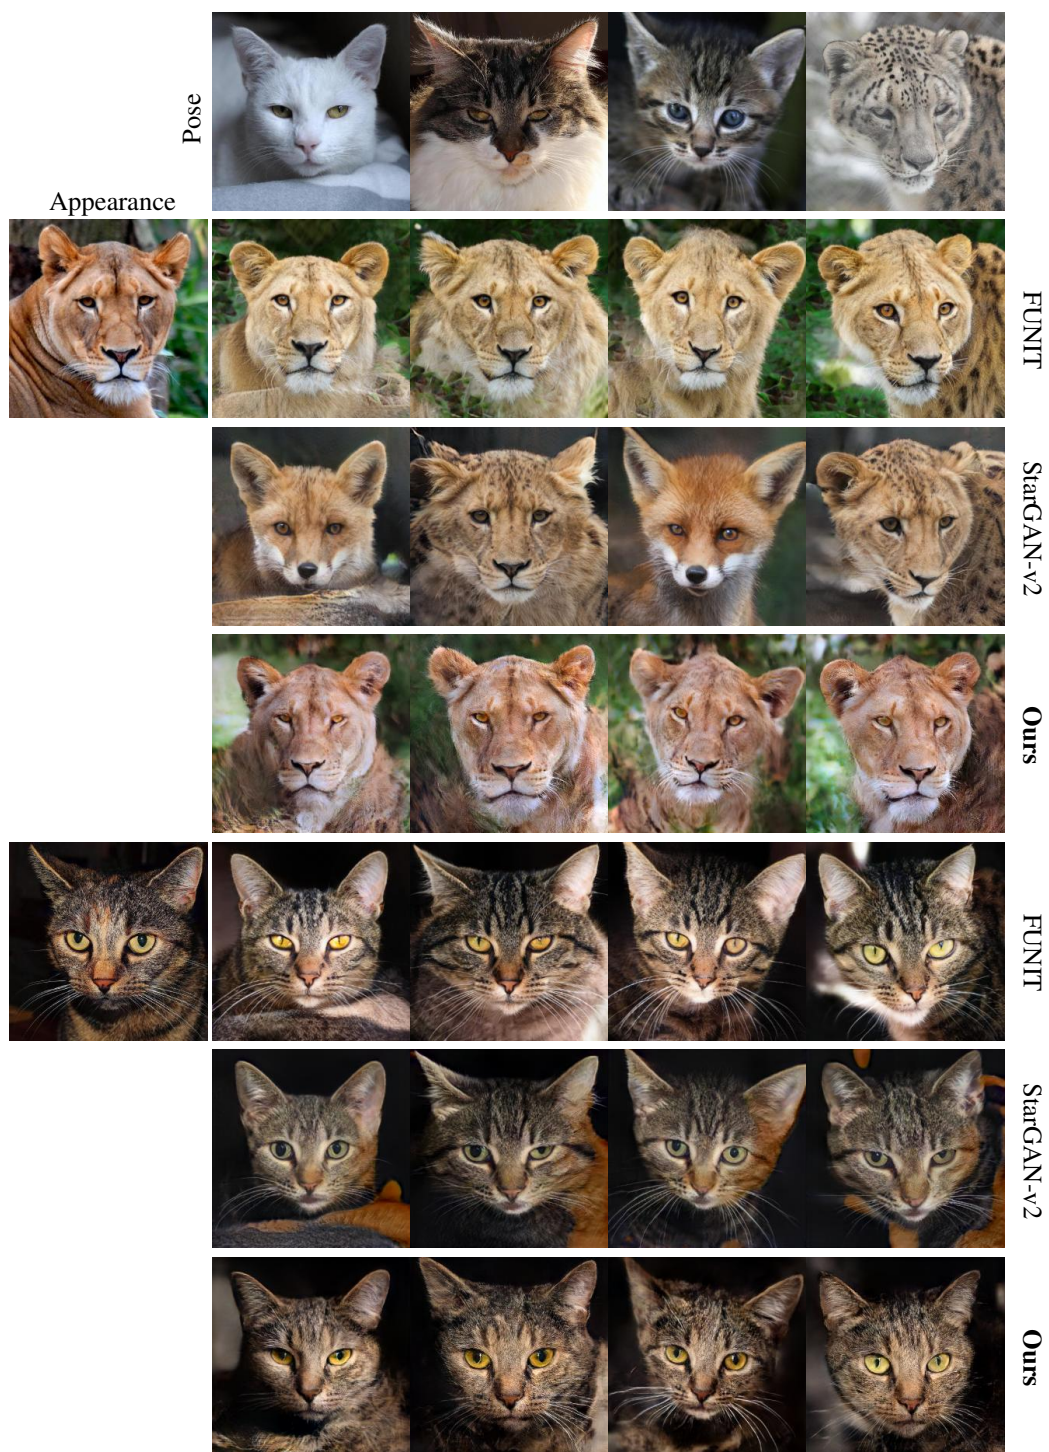 Pose
Appearance
FUNIT
StarGAN-v2
Ours
FUNIT
StarGAN-v2
Ours